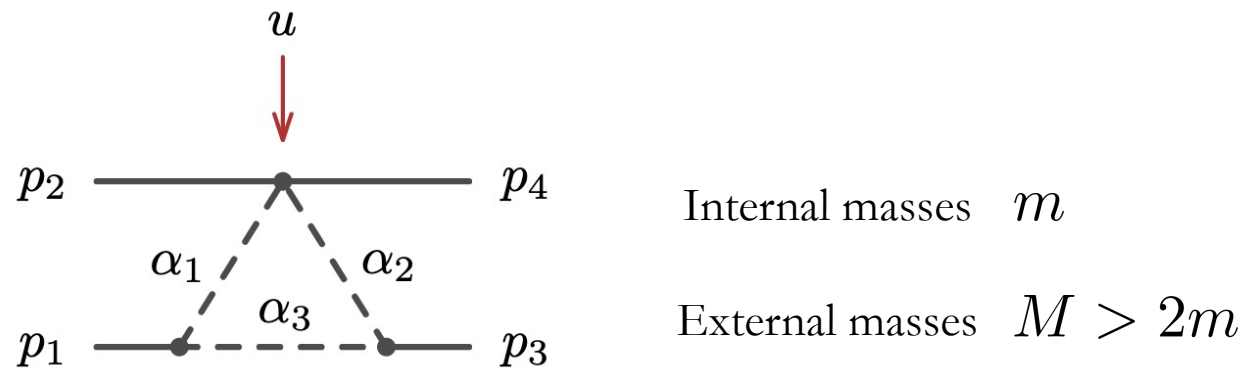 u
p₂ p₄
Internal masses m
α₁ α₂
α₃
External masses M > 2m
p₁ p₃